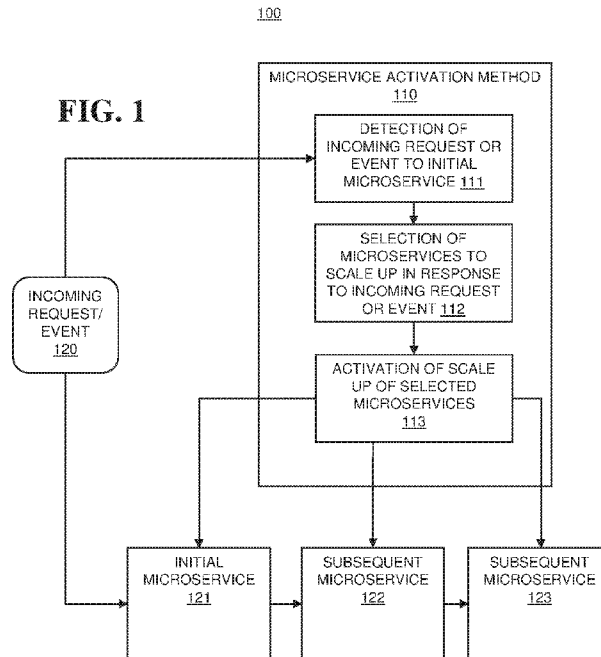 100
FIG. 1
MICROSERVICE ACTIVATION METHOD
110
DETECTION OF
INCOMING REQUEST OR
EVENT TO INITIAL
MICROSERVICE 111
SELECTION OF
MICROSERVICES TO
SCALE UP IN RESPONSE
TO INCOMING REQUEST
OR EVENT 112
INCOMING
REQUEST/
EVENT
120
ACTIVATION OF SCALE
UP OF SELECTED
MICROSERVICES
113
INITIAL
MICROSERVICE
121
SUBSEQUENT
MICROSERVICE
122
SUBSEQUENT
MICROSERVICE
123